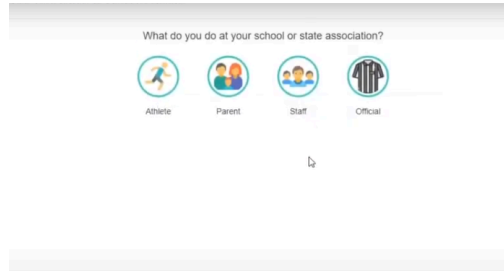 What do you do at your school or state association?
Athlete Parent Staff Official